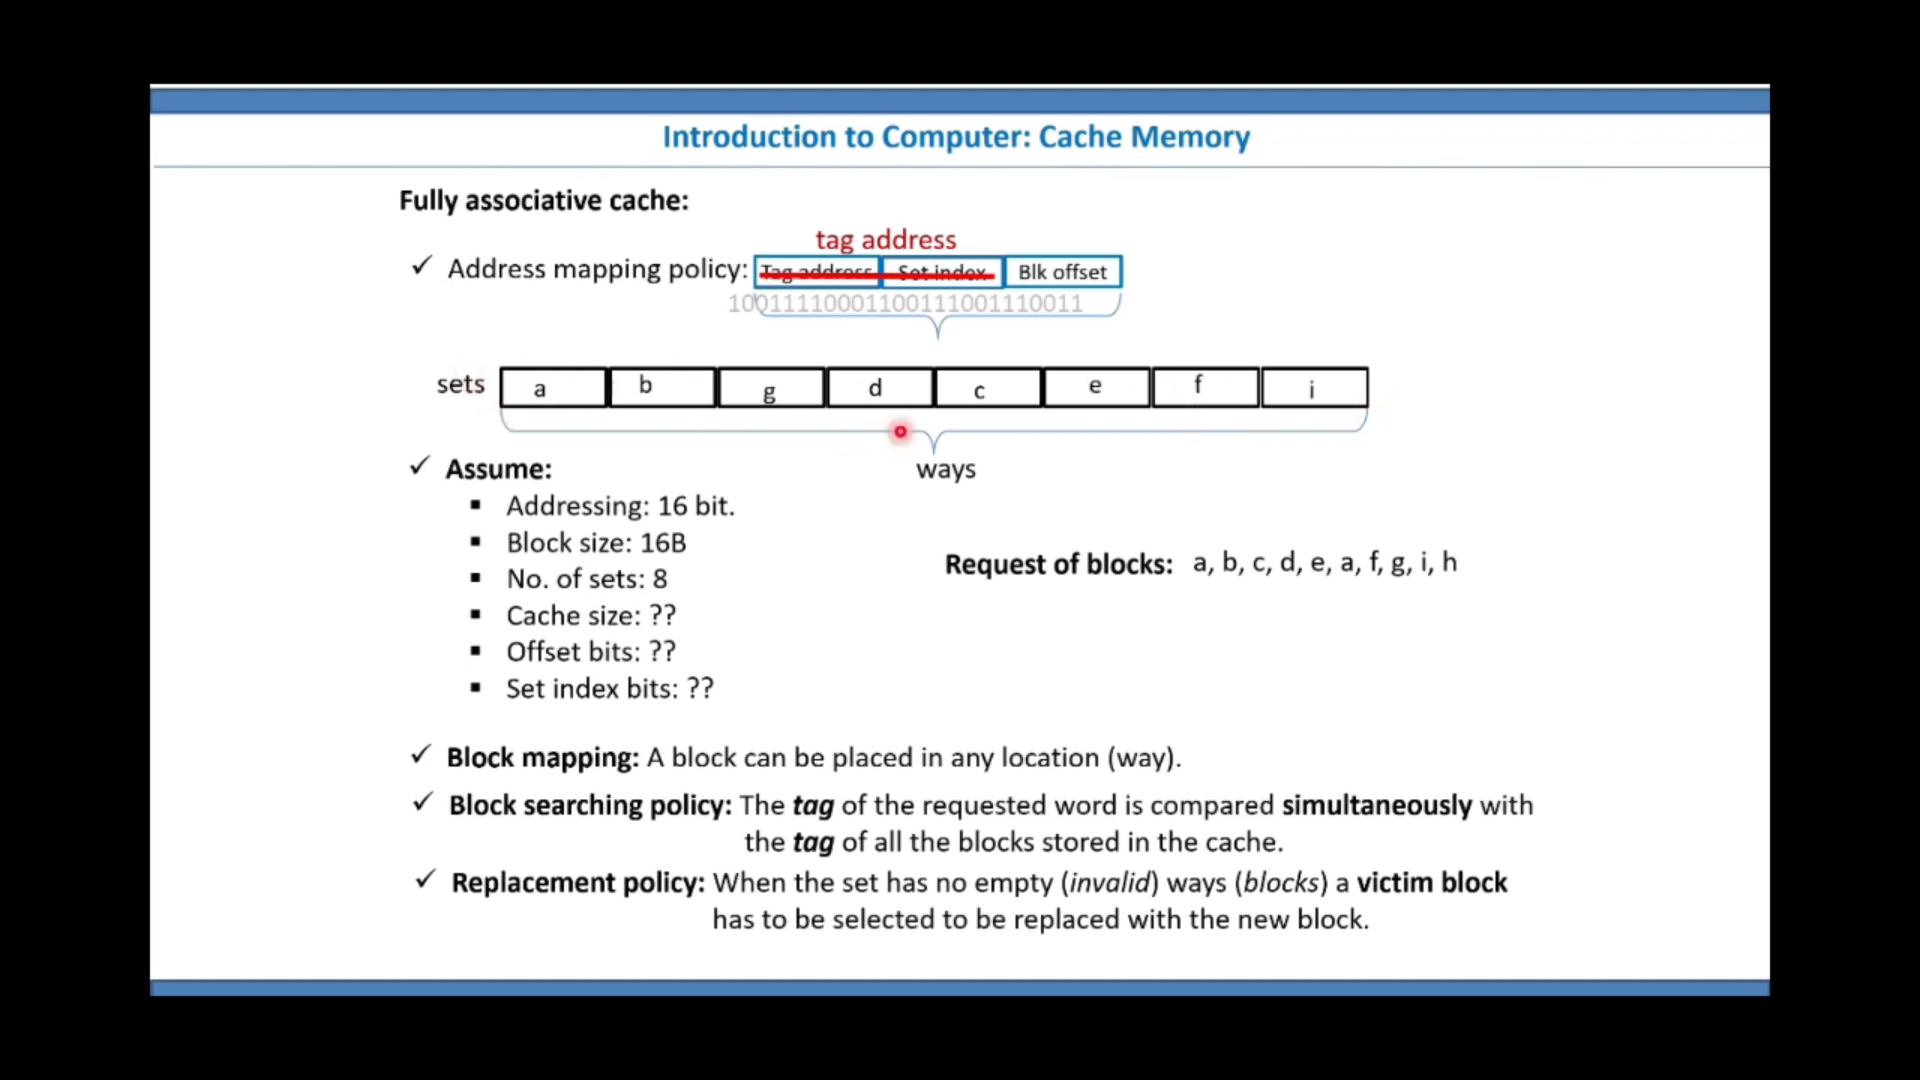 Introduction to Computer: Cache Memory
Fully associative cache:
tag address
✓ Address mapping policy: Tag address Set index Blk offset
10011110001100111001110011
sets a b g d c e f i
ways
✓ Assume:
▪ Addressing: 16 bit.
▪ Block size: 16B
Request of blocks: a, b, c, d, e, a, f, g, i, h
▪ No. of sets: 8
▪ Cache size: ??
▪ Offset bits: ??
▪ Set index bits: ??
✓ Block mapping: A block can be placed in any location (way).
✓ Block searching policy: The tag of the requested word is compared simultaneously with
the tag of all the blocks stored in the cache.
✓ Replacement policy: When the set has no empty (invalid) ways (blocks) a victim block
has to be selected to be replaced with the new block.